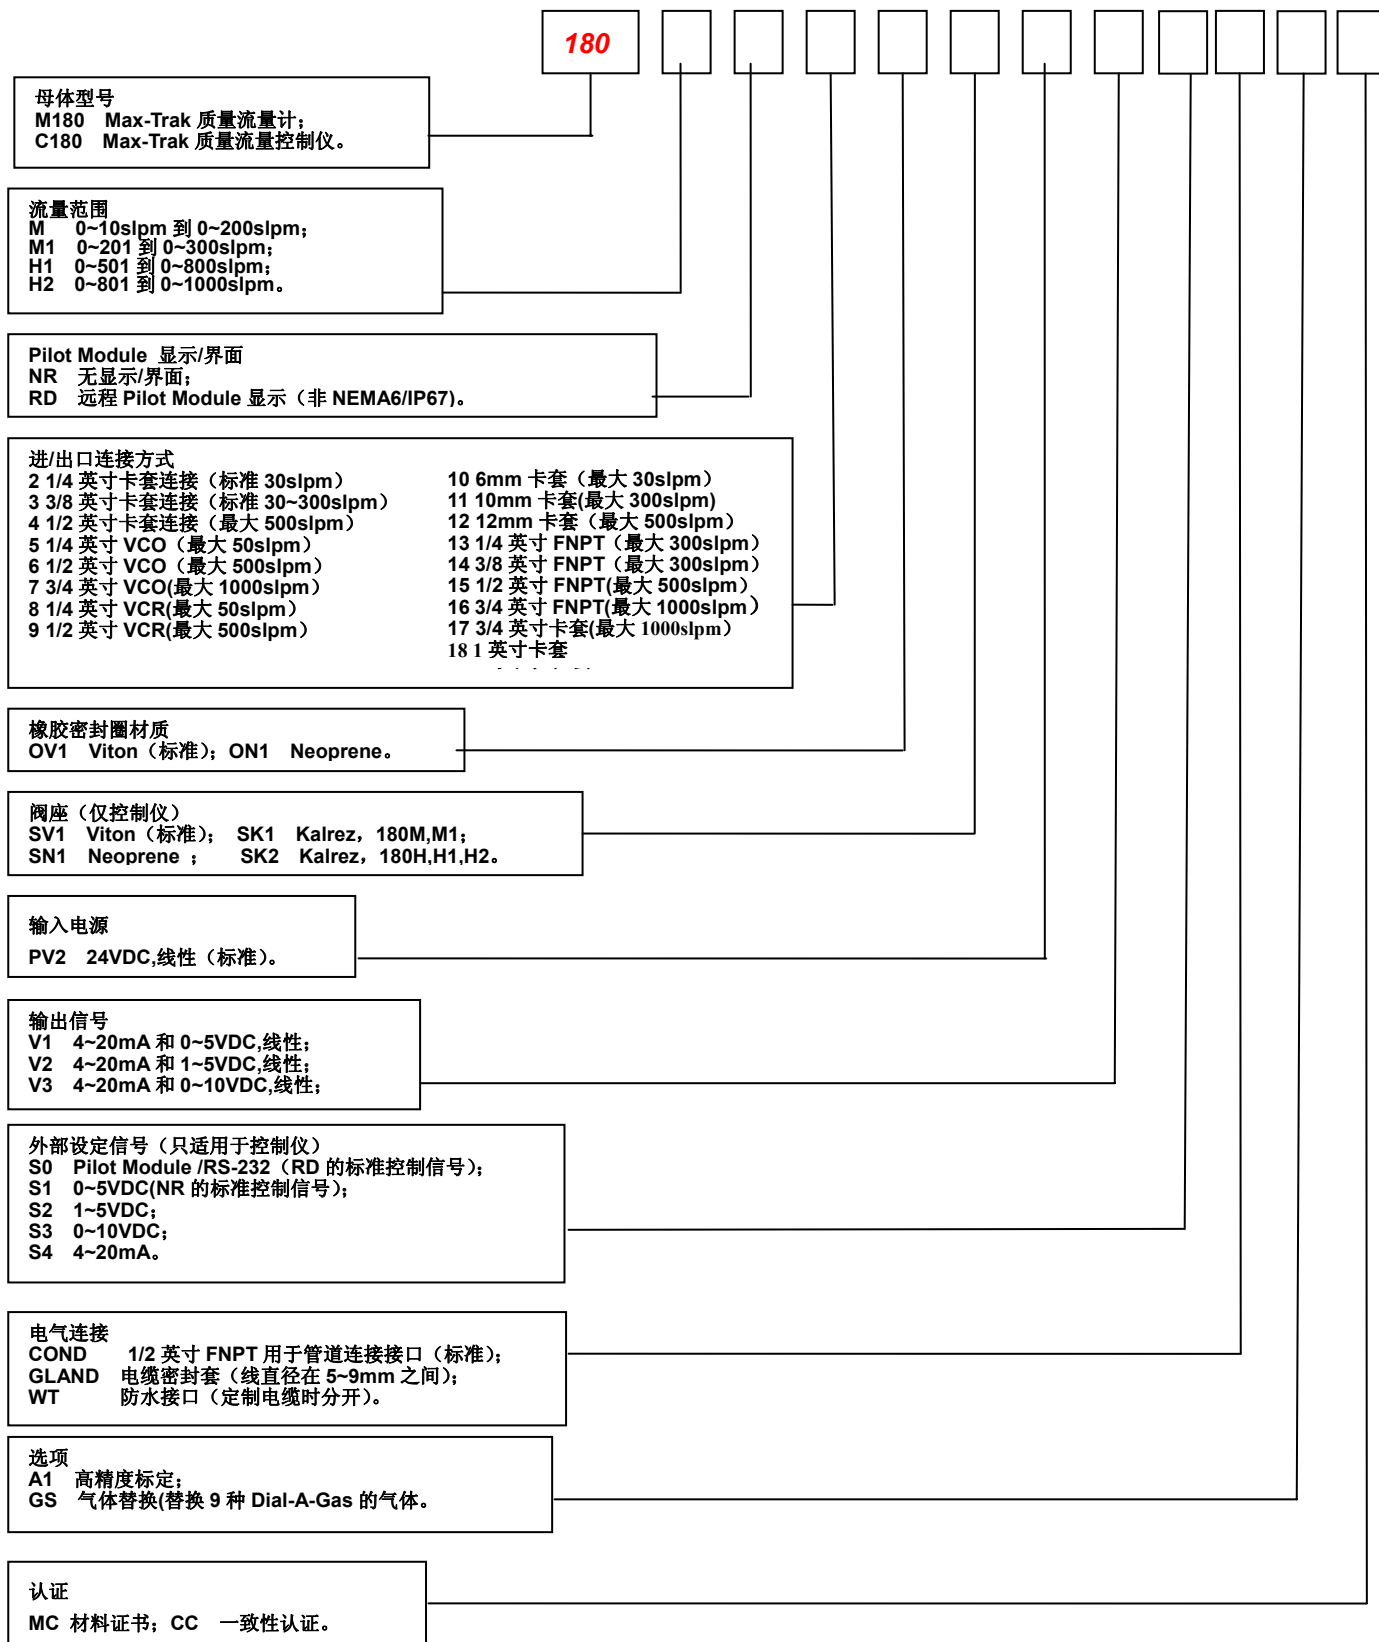 180
母体型号
M180 Max-Trak 质量流量计；
C180 Max-Trak 质量流量控制仪。
流量范围
M 0~10slpm 到 0~200slpm；
M1 0~201 到 0~300slpm；
H1 0~501 到 0~800slpm；
H2 0~801 到 0~1000slpm。
Pilot Module 显示/界面
NR 无显示/界面；
RD 远程 Pilot Module 显示（非 NEMA6/IP67)。
进/出口连接方式
2 1/4 英寸卡套连接（标准 30slpm）
3 3/8 英寸卡套连接（标准 30~300slpm）
4 1/2 英寸卡套连接（最大 500slpm）
5 1/4 英寸 VCO（最大 50slpm）
6 1/2 英寸 VCO（最大 500slpm）
7 3/4 英寸 VCO(最大 1000slpm）
8 1/4 英寸 VCR(最大 50slpm）
9 1/2 英寸 VCR(最大 500slpm）
10 6mm 卡套（最大 30slpm）
11 10mm 卡套(最大 300slpm)
12 12mm 卡套（最大 500slpm）
13 1/4 英寸 FNPT（最大 300slpm）
14 3/8 英寸 FNPT（最大 300slpm）
15 1/2 英寸 FNPT(最大 500slpm）
16 3/4 英寸 FNPT(最大 1000slpm）
17 3/4 英寸卡套(最大 1000slpm）
18 1 英寸卡套
橡胶密封圈材质
OV1 Viton（标准）；ON1 Neoprene。
阀座（仅控制仪）
SV1 Viton（标准）； SK1 Kalrez，180M,M1；
SN1 Neoprene ； SK2 Kalrez，180H,H1,H2。
输入电源
PV2 24VDC,线性（标准）。
输出信号
V1 4~20mA 和 0~5VDC,线性；
V2 4~20mA 和 1~5VDC,线性；
V3 4~20mA 和 0~10VDC,线性；
外部设定信号（只适用于控制仪）
S0 Pilot Module /RS-232（RD 的标准控制信号）；
S1 0~5VDC(NR 的标准控制信号）；
S2 1~5VDC；
S3 0~10VDC；
S4 4~20mA。
电气连接
COND 1/2 英寸 FNPT 用于管道连接接口（标准）；
GLAND 电缆密封套（线直径在 5~9mm 之间）；
WT 防水接口（定制电缆时分开）。
选项
A1 高精度标定；
GS 气体替换(替换 9 种 Dial-A-Gas 的气体。
认证
MC 材料证书；CC 一致性认证。